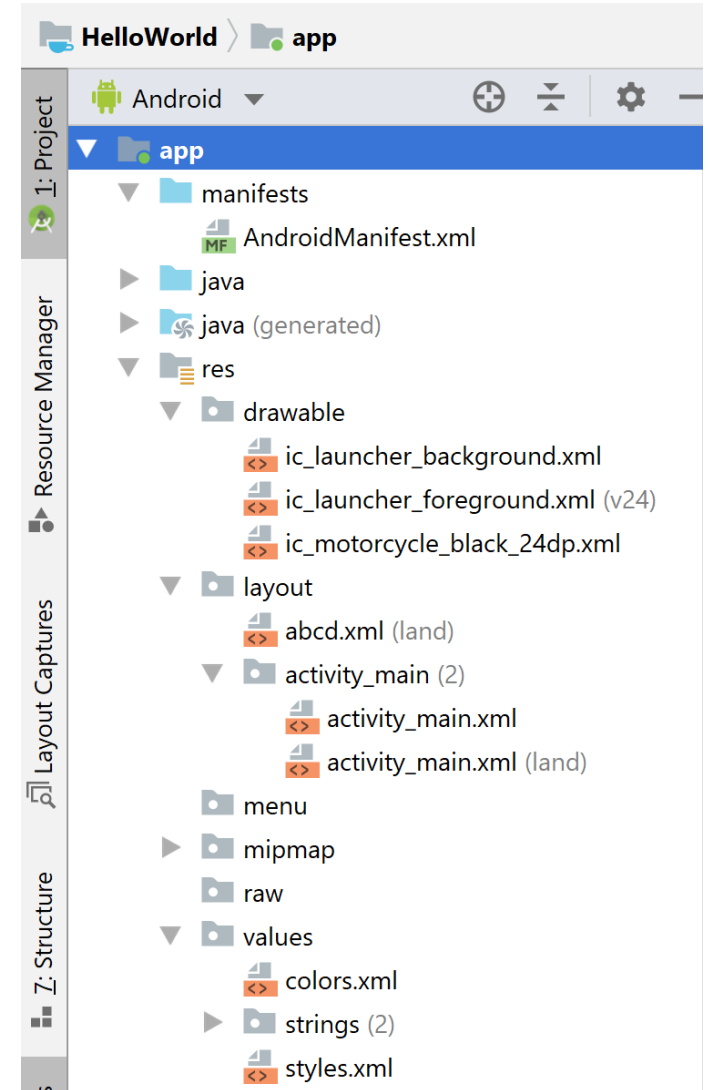 HelloWorld app
Android
1: Project
Resource Manager
Layout Captures
7: Structure
app
manifests
MF AndroidManifest.xml
java
java (generated)
res
drawable
<> ic_launcher_background.xml
<> ic_launcher_foreground.xml (v24)
<> ic_motorcycle_black_24dp.xml
layout
<> abcd.xml (land)
activity_main (2)
<> activity_main.xml
<> activity_main.xml (land)
menu
mipmap
raw
values
<> colors.xml
strings (2)
<> styles.xml